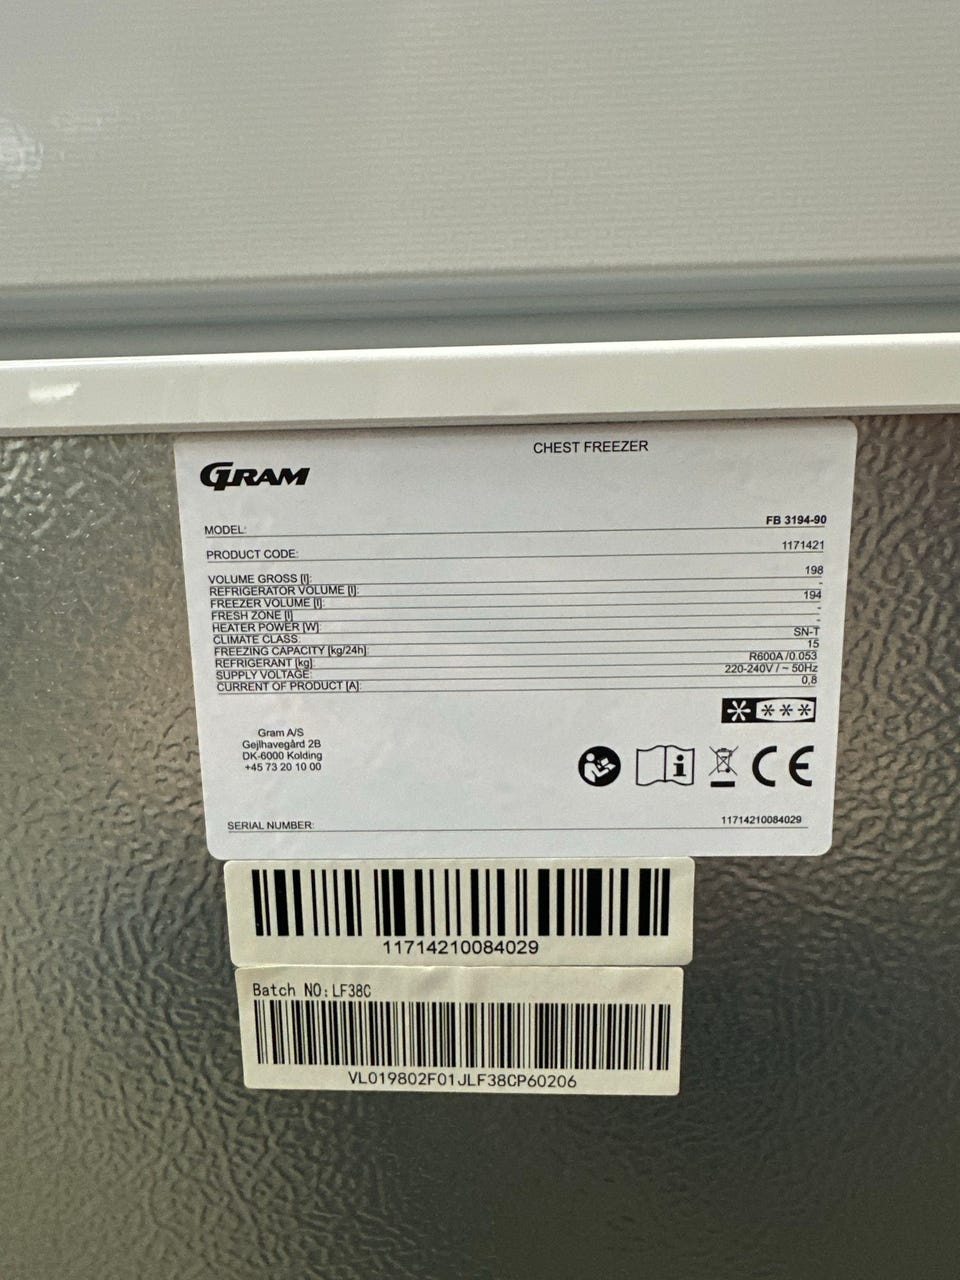 GRAM
CHEST FREEZER
MODEL: FB 3194-90
PRODUCT CODE: 1171421
VOLUME GROSS [l]: 198
REFRIGERATOR VOLUME [l]: -
FREEZER VOLUME [l]: 194
FRESH ZONE [l] -
HEATER POWER [W]: -
CLIMATE CLASS: SN-T
FREEZING CAPACITY [kg/24h]: 15
REFRIGERANT [kg]: R600A /0.053
SUPPLY VOLTAGE: 220-240V / ~ 50Hz
CURRENT OF PRODUCT [A]: 0,8
Gram A/S
Gejlhavegård 2B
DK-6000 Kolding
+45 73 20 10 00
CE
SERIAL NUMBER: 11714210084029
11714210084029
Batch NO:LF38C
VL019802F01JLF38CP60206